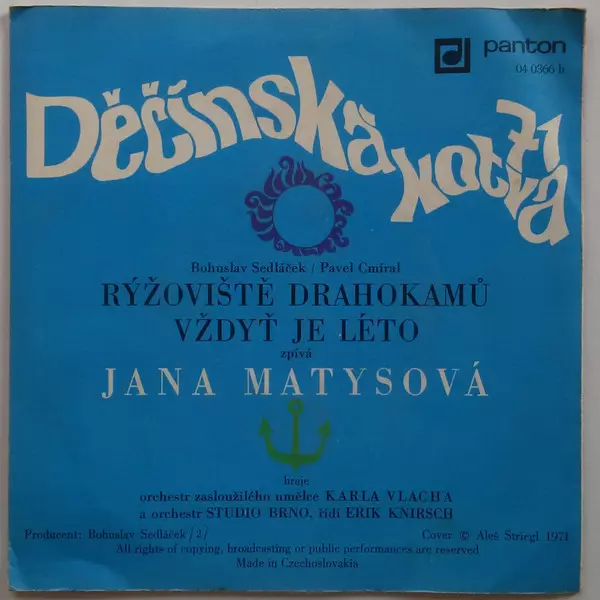 panton
04 0366 h
Děčínská kotva 71
Bohuslav Sedláček / Pavel Cmíral
RÝŽOVIŠTĚ DRAHOKAMŮ
VŽDYŤ JE LÉTO
zpívá
JANA MATYSOVÁ
hraje
orchestr zasloužilého umělce KARLA VLACHA
a orchestr STUDIO BRNO, řídí ERIK KNIRSCH
Producent: Bohuslav Sedláček /2/
Cover © Aleš Striegl 1971
All rights of copying, broadcasting or public performances are reserved
Made in Czechoslovakia